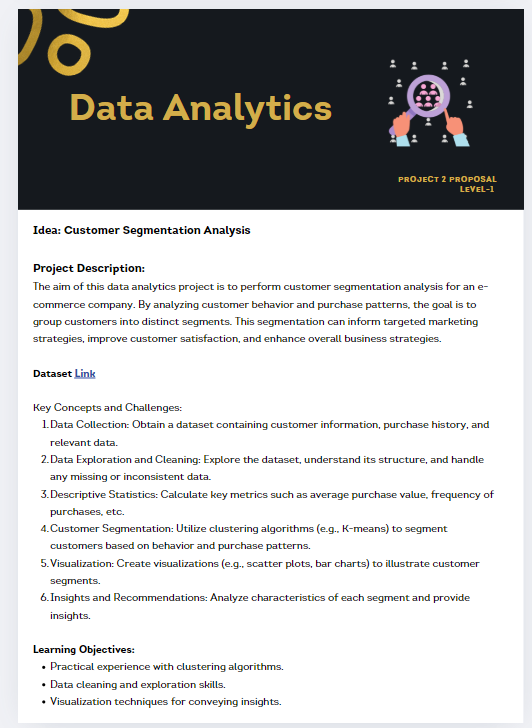 Data Analytics
PROJECT 2 PROPOSAL
LEVEL-1
Idea: Customer Segmentation Analysis
Project Description:
The aim of this data analytics project is to perform customer segmentation analysis for an e-
commerce company. By analyzing customer behavior and purchase patterns, the goal is to
group customers into distinct segments. This segmentation can inform targeted marketing
strategies, improve customer satisfaction, and enhance overall business strategies.
Dataset Link
Key Concepts and Challenges:
1. Data Collection: Obtain a dataset containing customer information, purchase history, and
relevant data.
2. Data Exploration and Cleaning: Explore the dataset, understand its structure, and handle
any missing or inconsistent data.
3. Descriptive Statistics: Calculate key metrics such as average purchase value, frequency of
purchases, etc.
4. Customer Segmentation: Utilize clustering algorithms (e.g., K-means) to segment
customers based on behavior and purchase patterns.
5. Visualization: Create visualizations (e.g., scatter plots, bar charts) to illustrate customer
segments.
6. Insights and Recommendations: Analyze characteristics of each segment and provide
insights.
Learning Objectives:
• Practical experience with clustering algorithms.
• Data cleaning and exploration skills.
• Visualization techniques for conveying insights.